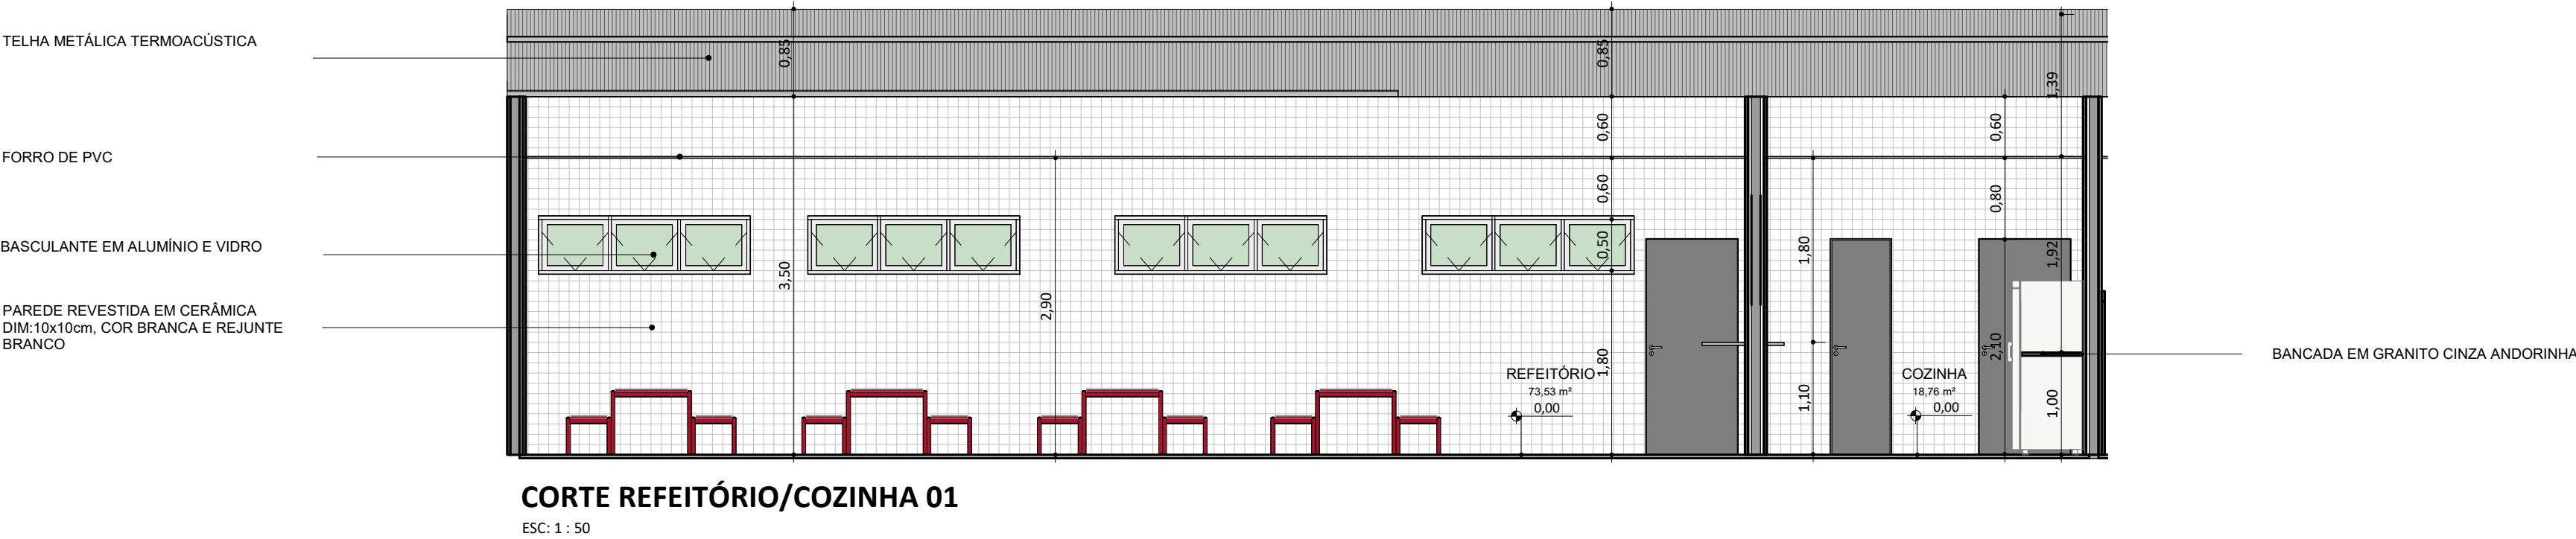 TELHA METÁLICA TERMOACÚSTICA
0,85
0,85
1,39
FORRO DE PVC
0,60
0,60
0,60
0,80
BASCULANTE EM ALUMÍNIO E VIDRO
3,50
2,90
0,50
1,80
1,92
PAREDE REVESTIDA EM CERÂMICA
DIM:10x10cm, COR BRANCA E REJUNTE
BRANCO
1,80
2,10
BANCADA EM GRANITO CINZA ANDORINHA
REFEITÓRIO
73,53 m²
0,00
1,10
COZINHA
18,76 m²
0,00
1,00
CORTE REFEITÓRIO/COZINHA 01
ESC: 1 : 50